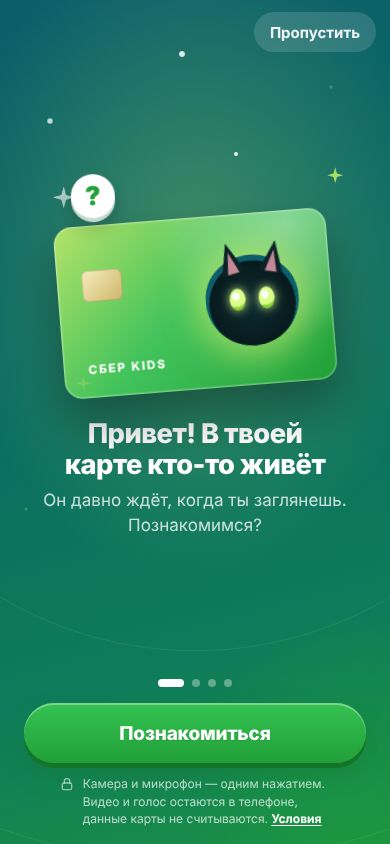 Пропустить
?
СБЕР KIDS
Привет! В твоей
карте кто-то живёт
Он давно ждёт, когда ты заглянешь.
Познакомимся?
Познакомиться
Камера и микрофон — одним нажатием.
Видео и голос остаются в телефоне,
данные карты не считываются. Условия